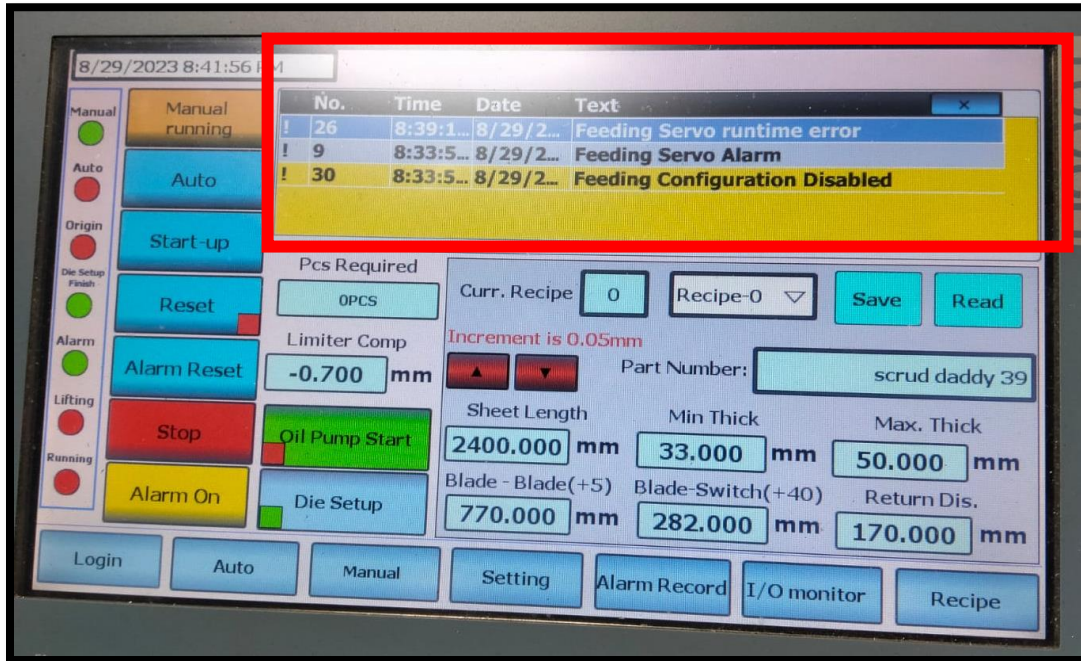 8/29/2023 8:41:56 PM
No. Time Date Text ×
! 26 8:39:1... 8/29/2... Feeding Servo runtime error
! 9 8:33:5... 8/29/2... Feeding Servo Alarm
! 30 8:33:5... 8/29/2... Feeding Configuration Disabled
Manual
Auto
Origin
Die Setup
Finish
Alarm
Lifting
Running
Manual
running
Auto
Start-up
Reset
Alarm Reset
Stop
Alarm On
Pcs Required
0PCS
Limiter Comp
-0.700 mm
Oil Pump Start
Die Setup
Curr. Recipe 0 Recipe-0 Save Read
Increment is 0.05mm
Part Number: scrud daddy 39
Sheet Length Min Thick Max. Thick
2400.000 mm 33.000 mm 50.000 mm
Blade - Blade(+5) Blade-Switch(+40) Return Dis.
770.000 mm 282.000 mm 170.000 mm
Login Auto Manual Setting Alarm Record I/O monitor Recipe